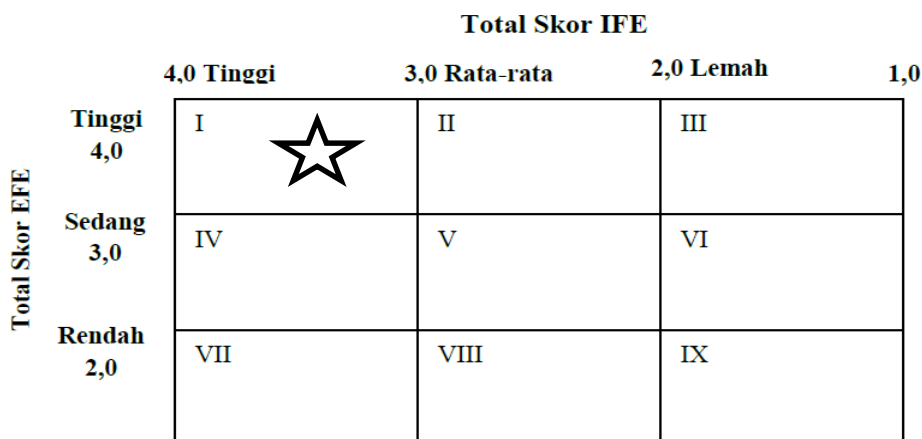 Total Skor IFE
4,0 Tinggi 3,0 Rata-rata 2,0 Lemah 1,0
Total Skor EFE
Tinggi
4,0
I II III
Sedang
3,0
IV V VI
Rendah
2,0
VII VIII IX